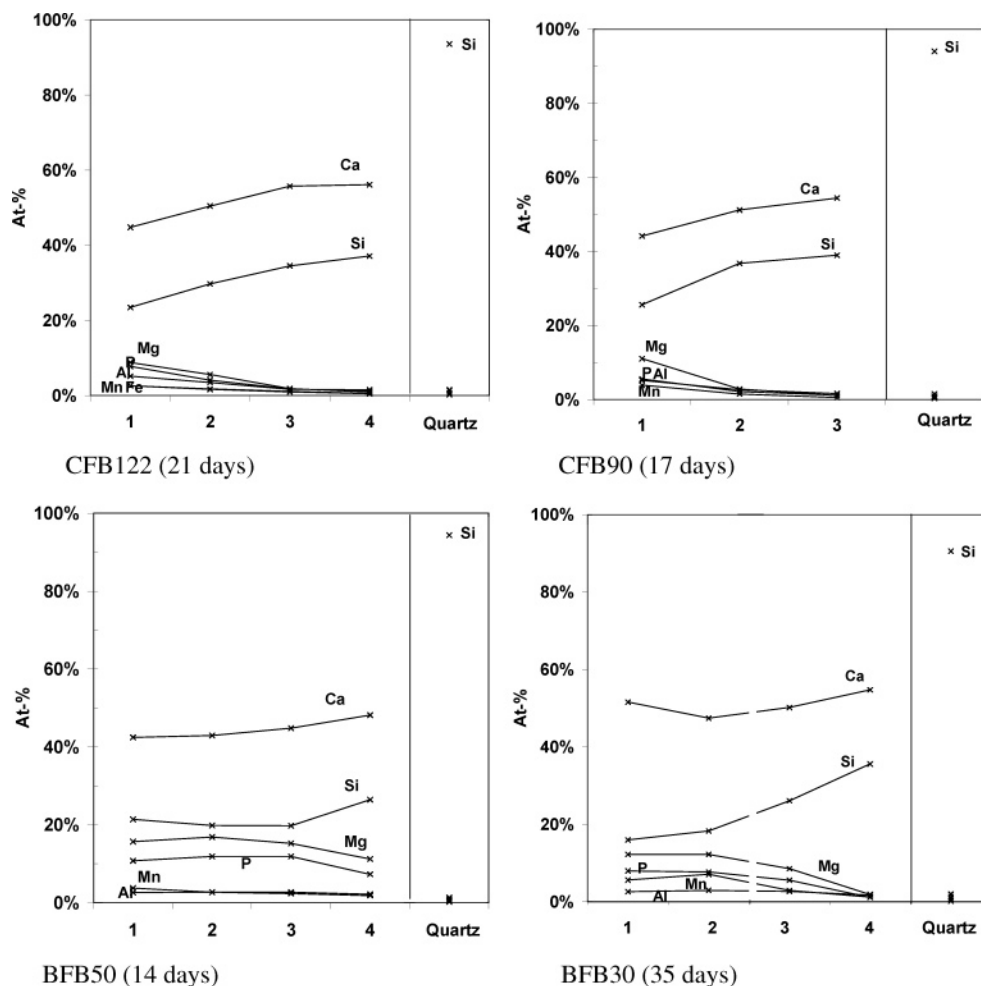 100%
80%
60%
40%
20%
0%
At-%
Si
Ca
Si
Mg
P
Al
Mn Fe
1 2 3 4 Quartz
CFB122 (21 days)
100%
80%
60%
40%
20%
0%
At-%
Si
Ca
Si
Mg
P Al
Mn
1 2 3 Quartz
CFB90 (17 days)
100%
80%
60%
40%
20%
0%
At-%
Si
Ca
Si
Mg
P
Mn
Al
1 2 3 4 Quartz
BFB50 (14 days)
100%
80%
60%
40%
20%
0%
At-%
Si
Ca
Si
Mg
P
Mn
Al
1 2 3 4 Quartz
BFB30 (35 days)